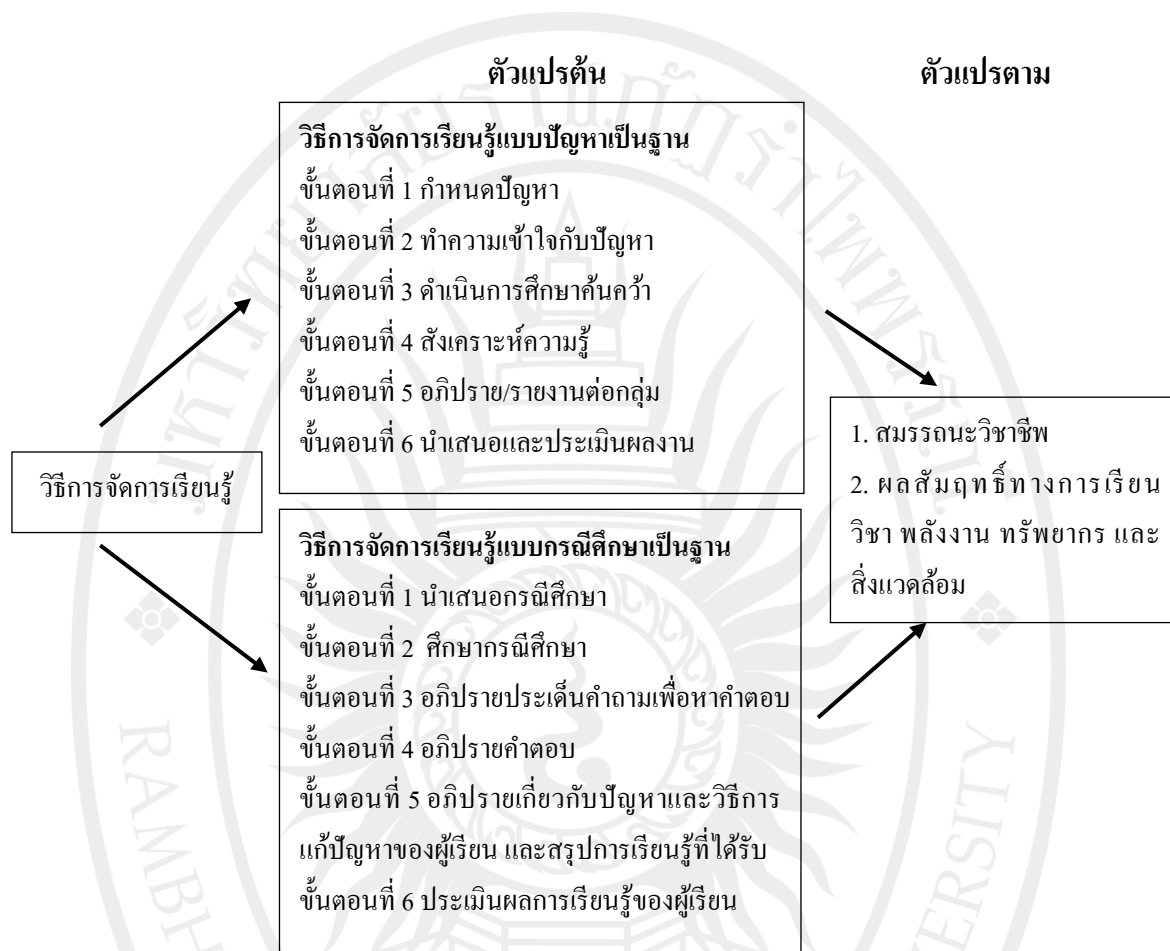 ตัวแปรต้น
ตัวแปรตาม
วิธีการจัดการเรียนรู้แบบปัญหาเป็นฐาน
ขั้นตอนที่ 1 กำหนดปัญหา
ขั้นตอนที่ 2 ทำความเข้าใจกับปัญหา
ขั้นตอนที่ 3 ดำเนินการศึกษาค้นคว้า
ขั้นตอนที่ 4 สังเคราะห์ความรู้
ขั้นตอนที่ 5 อภิปราย/รายงานต่อกลุ่ม
ขั้นตอนที่ 6 นำเสนอและประเมินผลงาน
วิธีการจัดการเรียนรู้
วิธีการจัดการเรียนรู้แบบกรณีศึกษาเป็นฐาน
ขั้นตอนที่ 1 นำเสนอกรณีศึกษา
ขั้นตอนที่ 2 ศึกษากรณีศึกษา
ขั้นตอนที่ 3 อภิปรายประเด็นคำถามเพื่อหาคำตอบ
ขั้นตอนที่ 4 อภิปรายคำตอบ
ขั้นตอนที่ 5 อภิปรายเกี่ยวกับปัญหาและวิธีการ
แก้ปัญหาของผู้เรียน และสรุปการเรียนรู้ที่ได้รับ
ขั้นตอนที่ 6 ประเมินผลการเรียนรู้ของผู้เรียน
1. สมรรถนะวิชาชีพ
2. ผลสัมฤทธิ์ทางการเรียน
วิชา พลังงาน ทรัพยากร และ
สิ่งแวดล้อม